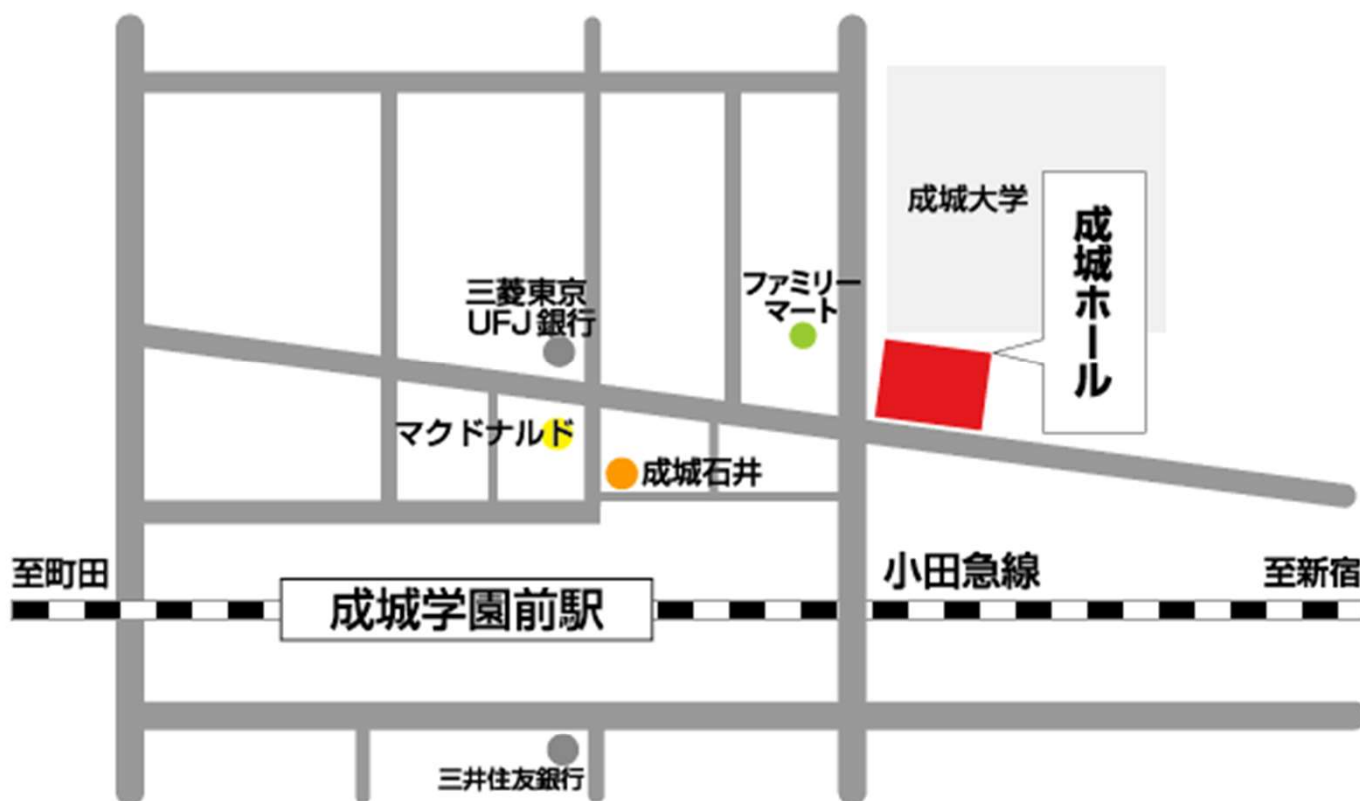 成城大学
成城ホール
三菱東京
UFJ銀行
ファミリー
マート
マクドナルド
成城石井
至町田
小田急線
至新宿
成城学園前駅
三井住友銀行